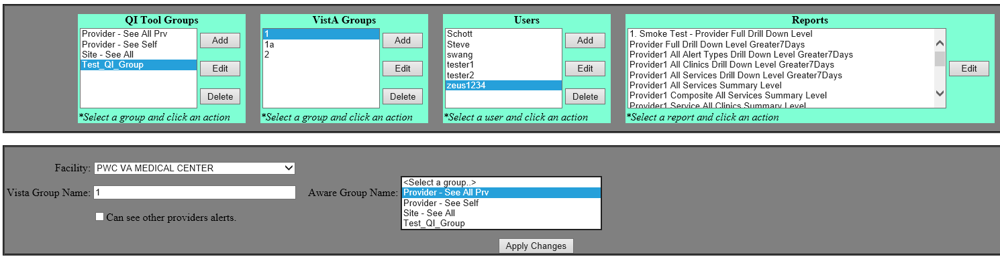 QI Tool Groups
Provider - See All Prv
Provider - See Self
Site - See All
Test_QI_Group
Add
Edit
Delete
*Select a group and click an action
VistA Groups
1
1a
2
Add
Edit
Delete
*Select a group and click an action
Users
Schott
Steve
swang
tester1
tester2
zeus1234
Add
Edit
Delete
*Select a user and click an action
Reports
1. Smoke Test - Provider Full Drill Down Level
Provider Full Drill Down Level Greater7Days
Provider1 All Alert Types Drill Down Level Greater7Days
Provider1 All Clinics Drill Down Level Greater7Days
Provider1 All Services Drill Down Level Greater7Days
Provider1 All Services Summary Level
Provider1 Composite All Services Summary Level
Provider1 Service All Clinics Summary Level
Edit
*Select a report and click an action
Facility: PWC VA MEDICAL CENTER
Vista Group Name: 1
Can see other providers alerts.
Aware Group Name:
<Select a group..>
Provider - See All Prv
Provider - See Self
Site - See All
Test_QI_Group
Apply Changes